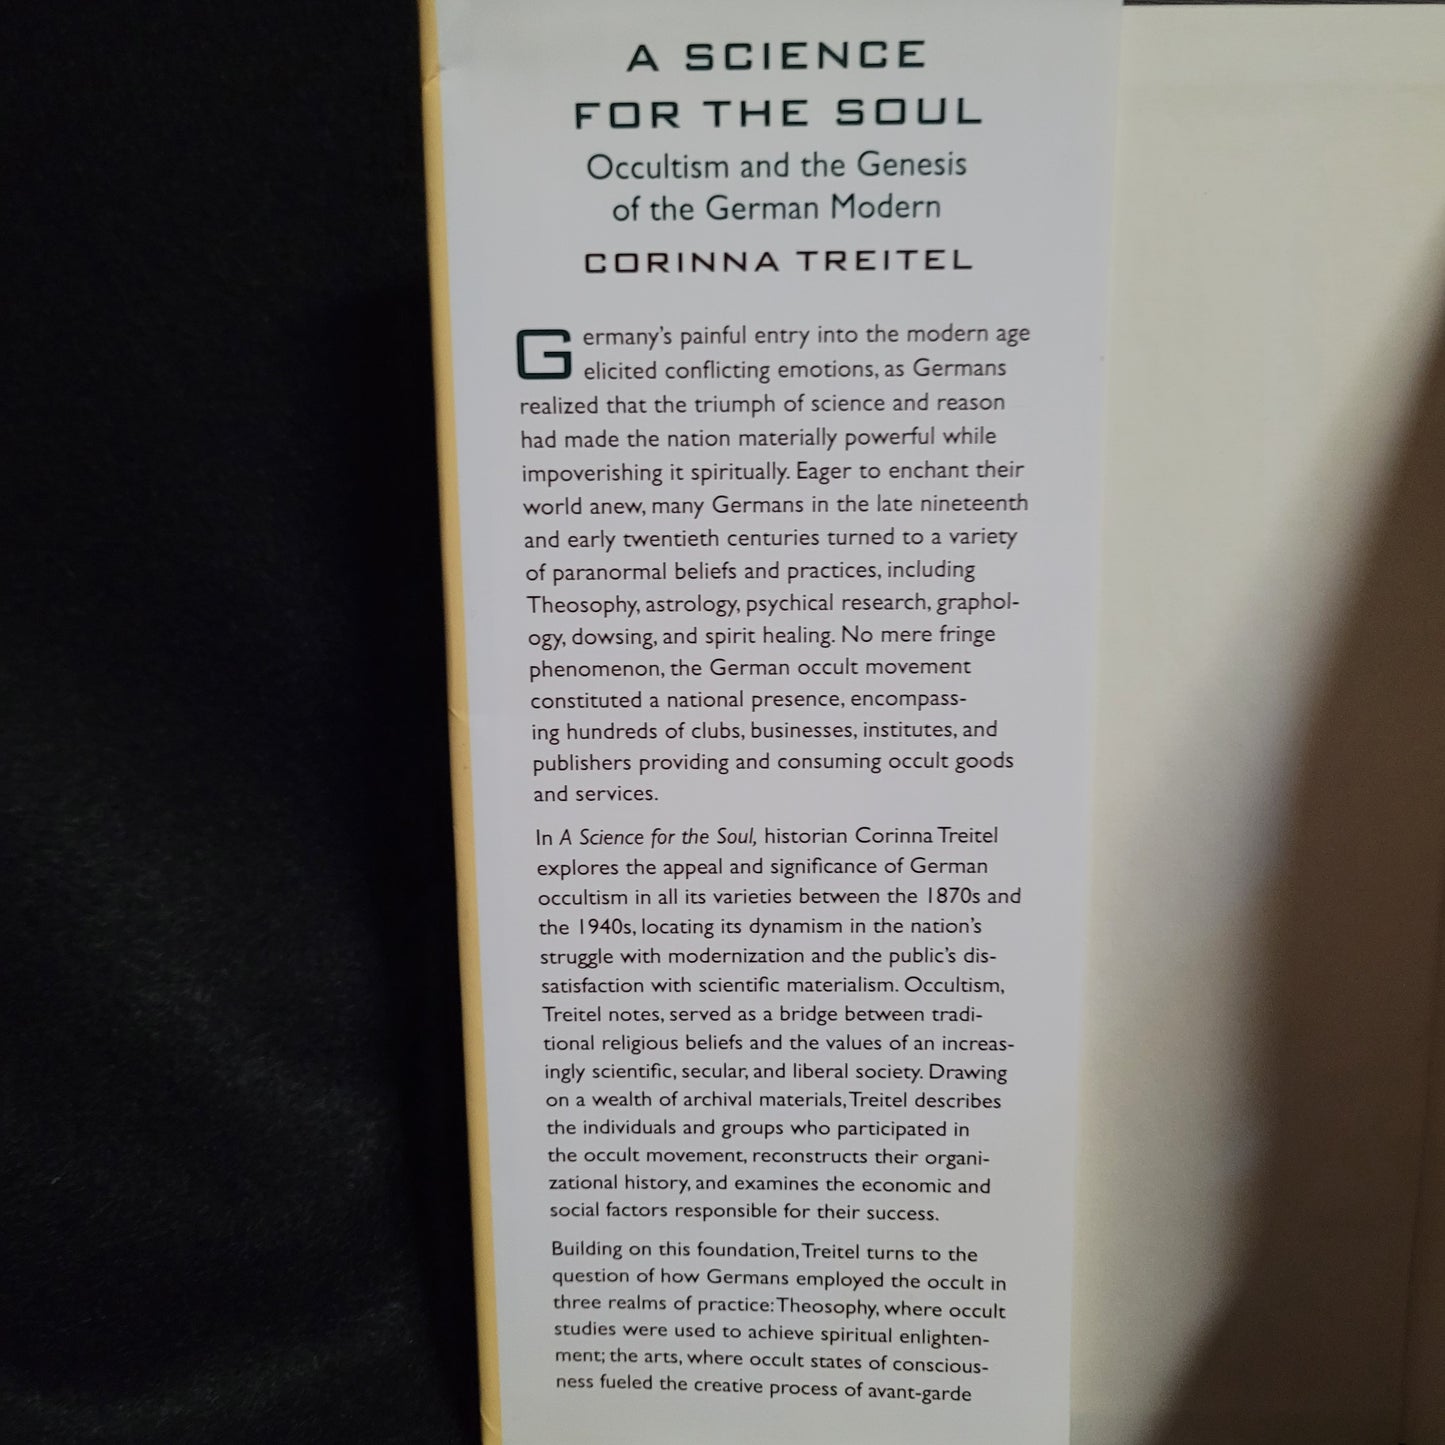 A SCIENCE
FOR THE SOUL
Occultism and the Genesis
of the German Modern
CORINNA TREITEL
Germany's painful entry into the modern age
elicited conflicting emotions, as Germans
realized that the triumph of science and reason
had made the nation materially powerful while
impoverishing it spiritually. Eager to enchant their
world anew, many Germans in the late nineteenth
and early twentieth centuries turned to a variety
of paranormal beliefs and practices, including
Theosophy, astrology, psychical research, graphol-
ogy, dowsing, and spirit healing. No mere fringe
phenomenon, the German occult movement
constituted a national presence, encompass-
ing hundreds of clubs, businesses, institutes, and
publishers providing and consuming occult goods
and services.
In A Science for the Soul, historian Corinna Treitel
explores the appeal and significance of German
occultism in all its varieties between the 1870s and
the 1940s, locating its dynamism in the nation's
struggle with modernization and the public's dis-
satisfaction with scientific materialism. Occultism,
Treitel notes, served as a bridge between tradi-
tional religious beliefs and the values of an increas-
ingly scientific, secular, and liberal society. Drawing
on a wealth of archival materials, Treitel describes
the individuals and groups who participated in
the occult movement, reconstructs their organi-
zational history, and examines the economic and
social factors responsible for their success.
Building on this foundation, Treitel turns to the
question of how Germans employed the occult in
three realms of practice: Theosophy, where occult
studies were used to achieve spiritual enlighten-
ment; the arts, where occult states of conscious-
ness fueled the creative process of avant-garde